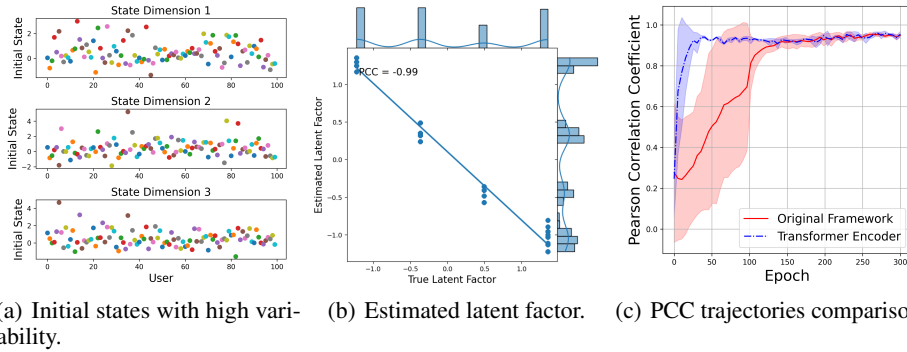 State Dimension 1
Initial State
2
0
0 20 40 60 80 100
State Dimension 2
Initial State
4
2
0
−2
0 20 40 60 80 100
State Dimension 3
Initial State
4
2
0
0 20 40 60 80 100
User
(a) Initial states with high vari-
ability.
PCC = -0.99
Estimated Latent Factor
1.0
0.5
0.0
−0.5
−1.0
−1.0 −0.5 0.0 0.5 1.0
True Latent Factor
(b) Estimated latent factor.
Pearson Correlation Coefficient
1.0
0.8
0.6
0.4
0.2
0.0
Original Framework
Transformer Encoder
0 50 100 150 200 250 300
Epoch
(c) PCC trajectories compariso